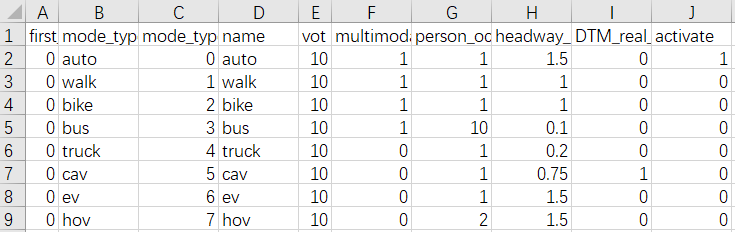 A B C D E F G H I J
1 first_ mode_typ mode_typ name vot multimoda person_oc headway_ DTM_real_ activate
2 0 auto 0 auto 10 1 1 1.5 0 1
3 0 walk 1 walk 10 1 1 1 0 0
4 0 bike 2 bike 10 1 1 1 0 0
5 0 bus 3 bus 10 1 10 0.1 0 0
6 0 truck 4 truck 10 0 1 0.2 0 0
7 0 cav 5 cav 10 0 1 0.75 1 0
8 0 ev 6 ev 10 0 1 1.5 0 0
9 0 hov 7 hov 10 0 2 1.5 0 0